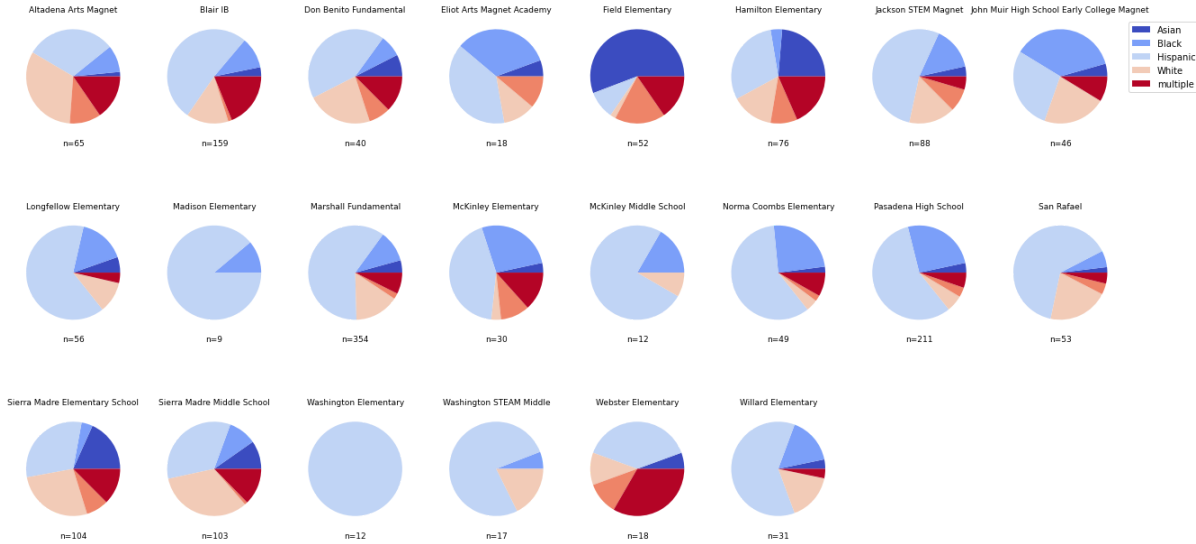 Altadena Arts Magnet
Blair IB
Don Benito Fundamental
Eliot Arts Magnet Academy
Field Elementary
Hamilton Elementary
Jackson STEM Magnet
John Muir High School Early College Magnet
Asian
Black
Hispanic
White
multiple
n=65
n=159
n=40
n=18
n=52
n=76
n=88
n=46
Longfellow Elementary
Madison Elementary
Marshall Fundamental
McKinley Elementary
McKinley Middle School
Norma Coombs Elementary
Pasadena High School
San Rafael
n=56
n=9
n=354
n=30
n=12
n=49
n=211
n=53
Sierra Madre Elementary School
Sierra Madre Middle School
Washington Elementary
Washington STEAM Middle
Webster Elementary
Willard Elementary
n=104
n=103
n=12
n=17
n=18
n=31